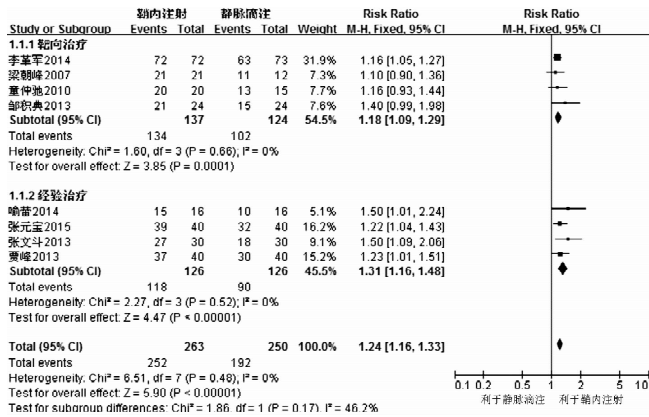 鞘内注射 静脉滴注 Risk Ratio Risk Ratio
Study or Subgroup Events Total Events Total Weight M-H, Fixed, 95% CI M-H, Fixed, 95% CI
1.1.1 靶向治疗
李革军2014 72 72 63 73 31.9% 1.16 [1.05, 1.27]
梁朝峰2007 21 21 11 12 8.1% 1.10 [0.90, 1.36]
童仲驰2010 20 20 13 15 8.1% 1.16 [0.93, 1.44]
邹积典2013 21 24 15 24 8.1% 1.40 [0.99, 1.98]
Subtotal (95% CI) 137 124 54.5% 1.18 [1.09, 1.29]
Total events 134 102
Heterogeneity: Chi² = 1.60, df = 3 (P = 0.66); I² = 0%
Test for overall effect: Z = 3.85 (P = 0.0001)
1.1.2 经验治疗
喻苗2014 15 16 10 16 5.1% 1.50 [1.01, 2.24]
张元宝2015 39 40 32 40 16.2% 1.22 [1.04, 1.43]
张文斗2013 27 30 18 30 9.1% 1.50 [1.09, 2.06]
贾峰2013 37 40 30 40 15.2% 1.23 [1.01, 1.51]
Subtotal (95% CI) 126 126 45.5% 1.31 [1.16, 1.48]
Total events 118 90
Heterogeneity: Chi² = 2.27, df = 3 (P = 0.52); I² = 0%
Test for overall effect: Z = 4.47 (P < 0.00001)
Total (95% CI) 263 250 100.0% 1.24 [1.16, 1.33]
Total events 252 192
Heterogeneity: Chi² = 6.51, df = 7 (P = 0.48); I² = 0%
Test for overall effect: Z = 5.90 (P < 0.00001)
Test for subgroup differences: Chi² = 1.86, df = 1 (P = 0.17), I² = 46.2%
0.1 0.2 0.5 1 2 5 10
利于静脉滴注 利于鞘内注射